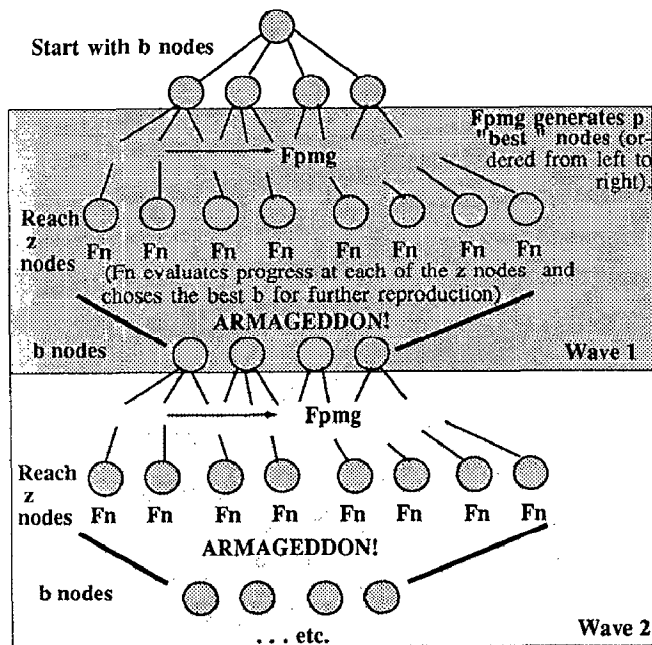 Start with b nodes
Fpmg generates p
"best" nodes (or-
dered from left to
right).
Fpmg
Reach
z
nodes
Fn Fn Fn Fn Fn Fn Fn Fn
(Fn evaluates progress at each of the z nodes and
choses the best b for further reproduction)
ARMAGEDDON!
b nodes
Wave 1
Fpmg
Reach
z
nodes
Fn Fn Fn Fn Fn Fn Fn Fn
ARMAGEDDON!
b nodes
Wave 2
. . . etc.